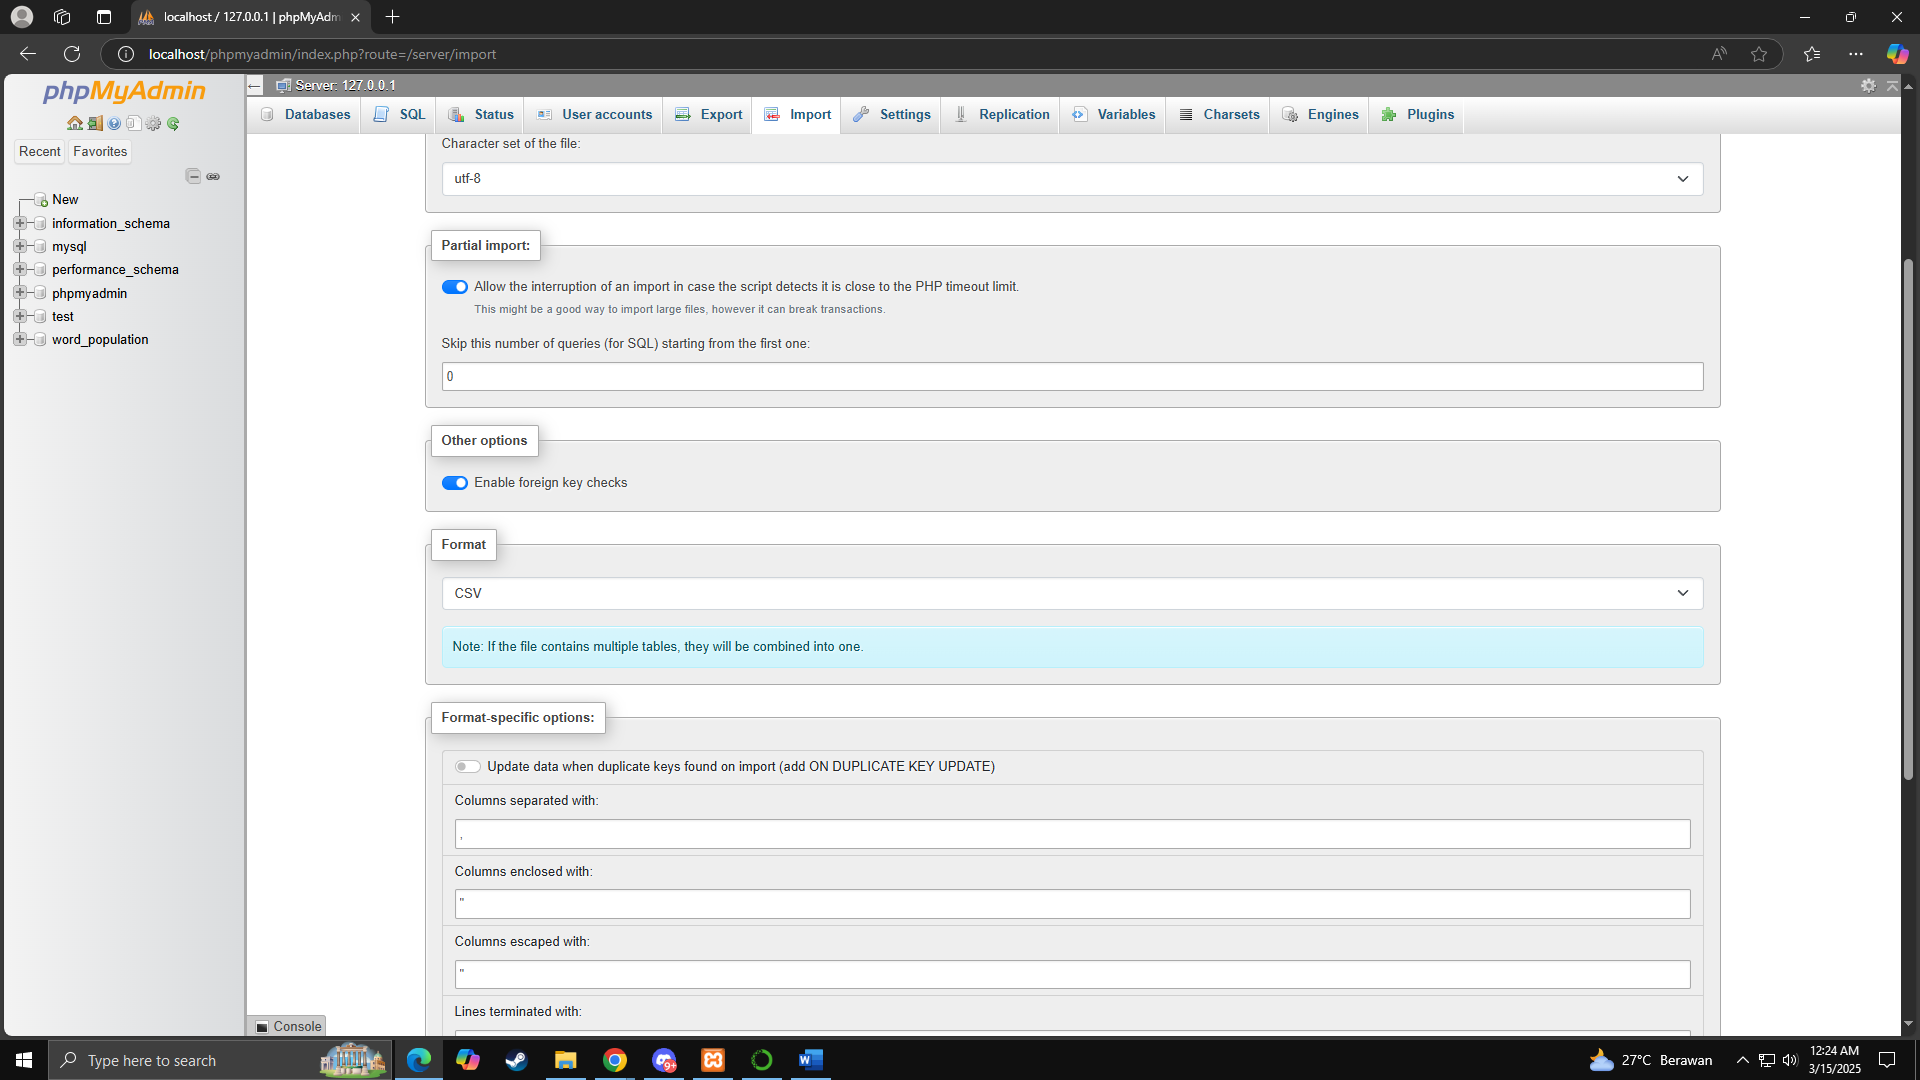 localhost / 127.0.0.1 | phpMyAdm
localhost/phpmyadmin/index.php?route=/server/import
phpMyAdmin
Recent Favorites
New
information_schema
mysql
performance_schema
phpmyadmin
test
word_population
Server: 127.0.0.1
Databases SQL Status User accounts Export Import Settings Replication Variables Charsets Engines Plugins
Character set of the file:
utf-8
Partial import:
Allow the interruption of an import in case the script detects it is close to the PHP timeout limit.
This might be a good way to import large files, however it can break transactions.
Skip this number of queries (for SQL) starting from the first one:
0
Other options
Enable foreign key checks
Format
CSV
Note: If the file contains multiple tables, they will be combined into one.
Format-specific options:
Update data when duplicate keys found on import (add ON DUPLICATE KEY UPDATE)
Columns separated with:
,
Columns enclosed with:
"
Columns escaped with:
"
Lines terminated with:
Console
Type here to search
9+
27°C Berawan
12:24 AM
3/15/2025